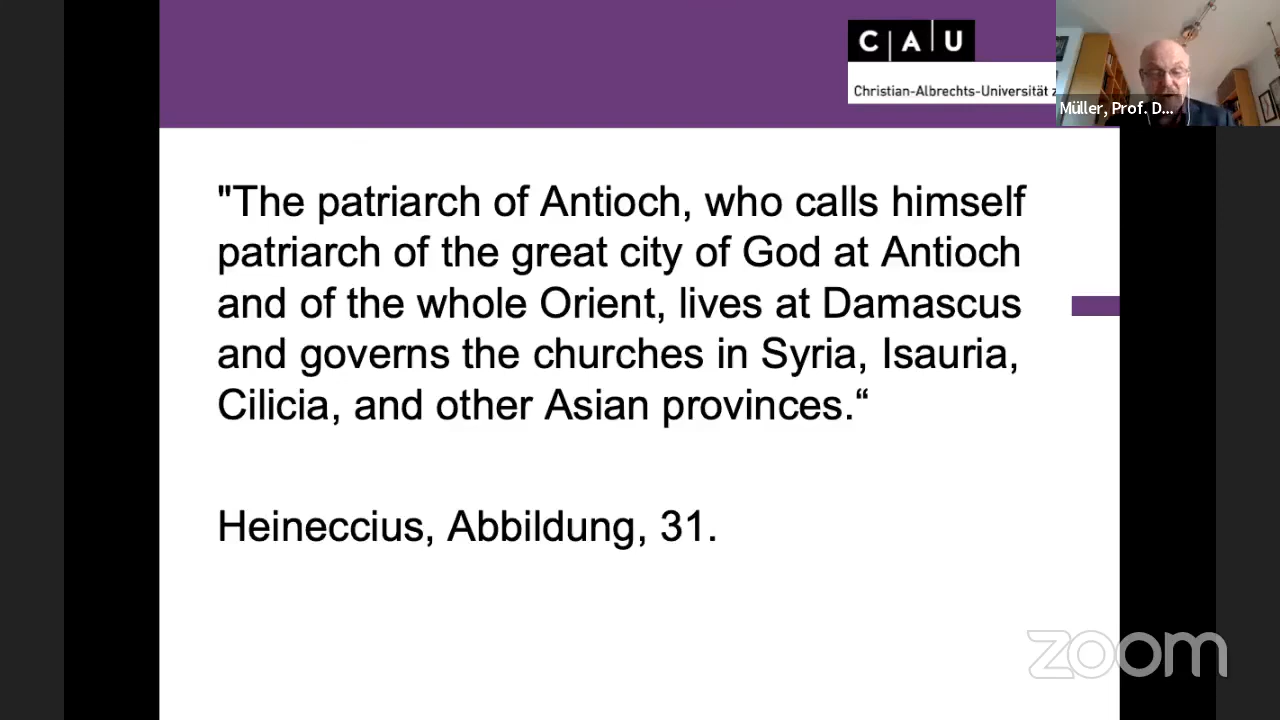 C A U
Christian-Albrechts-Universität z
Müller, Prof. D...
"The patriarch of Antioch, who calls himself
patriarch of the great city of God at Antioch
and of the whole Orient, lives at Damascus
and governs the churches in Syria, Isauria,
Cilicia, and other Asian provinces.“
Heineccius, Abbildung, 31.
zoom